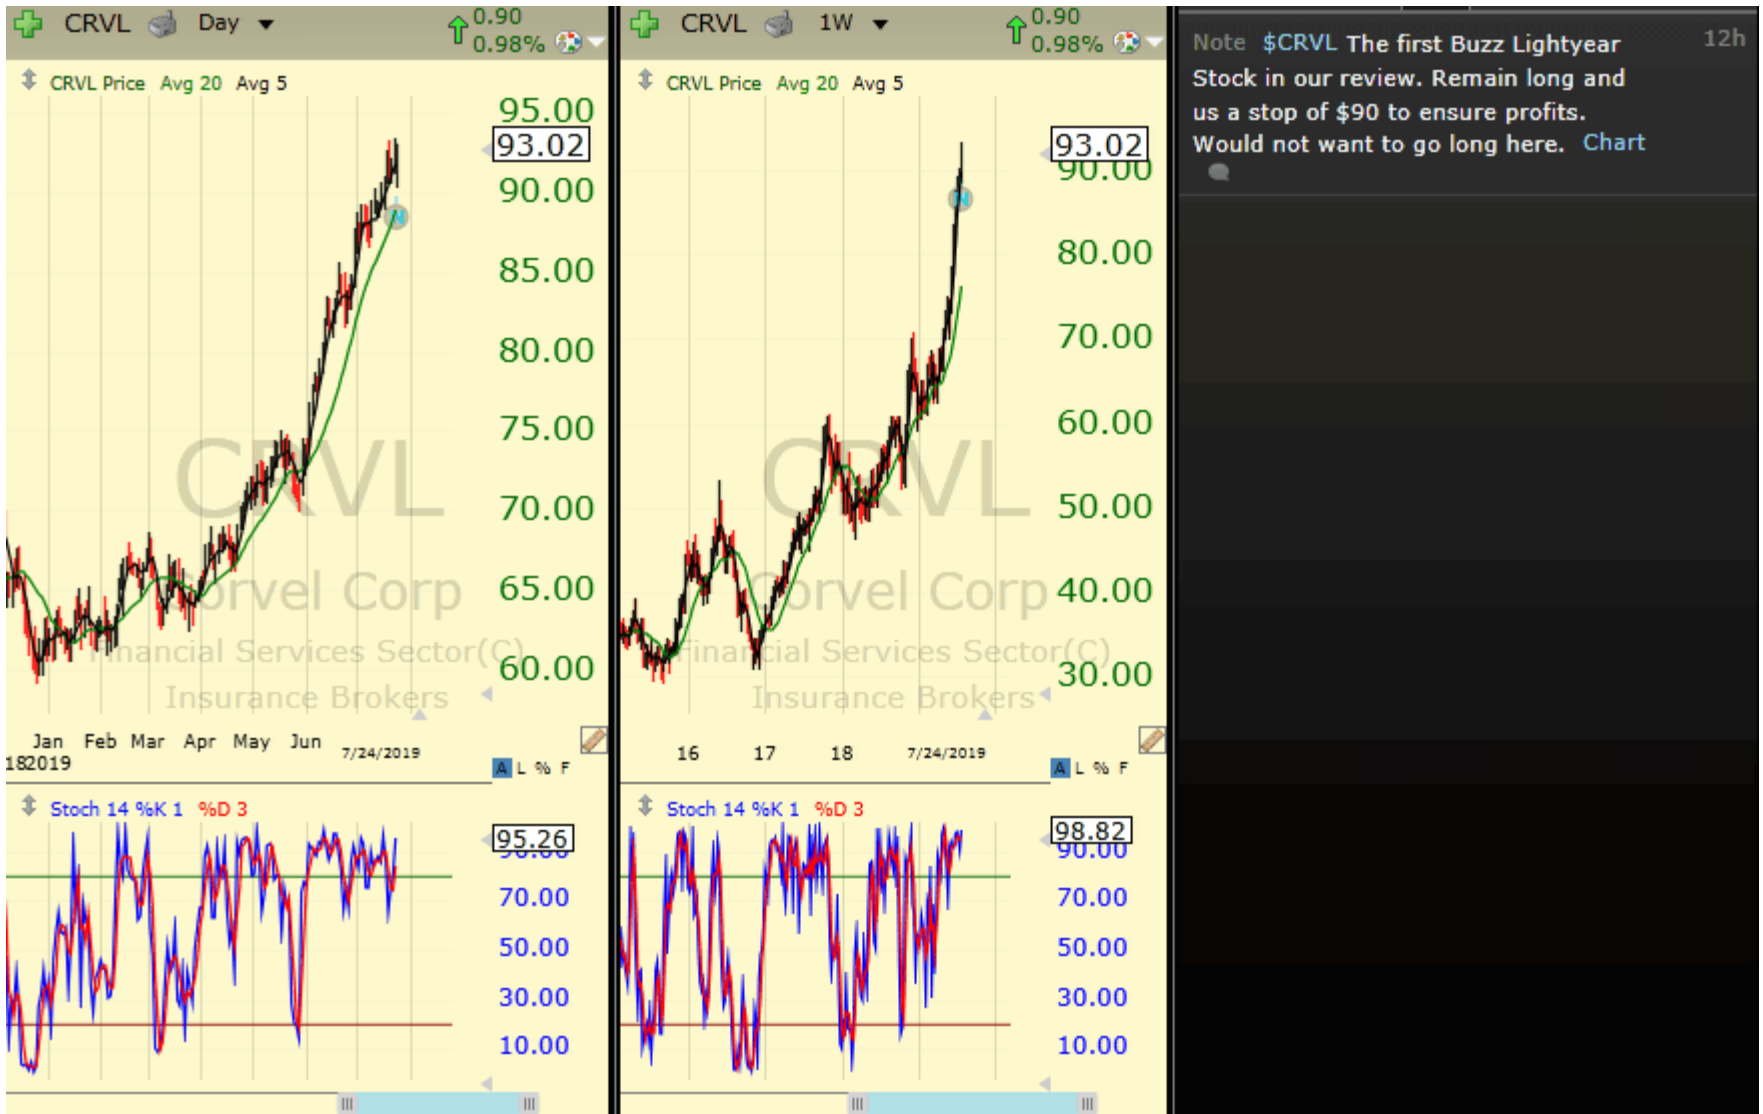 CRVL Day 0.90
0.98%
CRVL Price Avg 20 Avg 5
95.00
93.02
90.00
85.00
80.00
75.00
70.00
65.00
60.00
CRVL
Corvel Corp
Financial Services Sector(C)
Insurance Brokers
Jan Feb Mar Apr May Jun 7/24/2019
182019
A L % F
Stoch 14 %K 1 %D 3
95.26
90.00
70.00
50.00
30.00
10.00
CRVL 1W 0.90
0.98%
CRVL Price Avg 20 Avg 5
93.02
90.00
80.00
70.00
60.00
50.00
40.00
30.00
CRVL
Corvel Corp
Financial Services Sector(C)
Insurance Brokers
16 17 18 7/24/2019
A L % F
Stoch 14 %K 1 %D 3
98.82
90.00
70.00
50.00
30.00
10.00
Note $CRVL The first Buzz Lightyear 12h
Stock in our review. Remain long and
us a stop of $90 to ensure profits.
Would not want to go long here. Chart